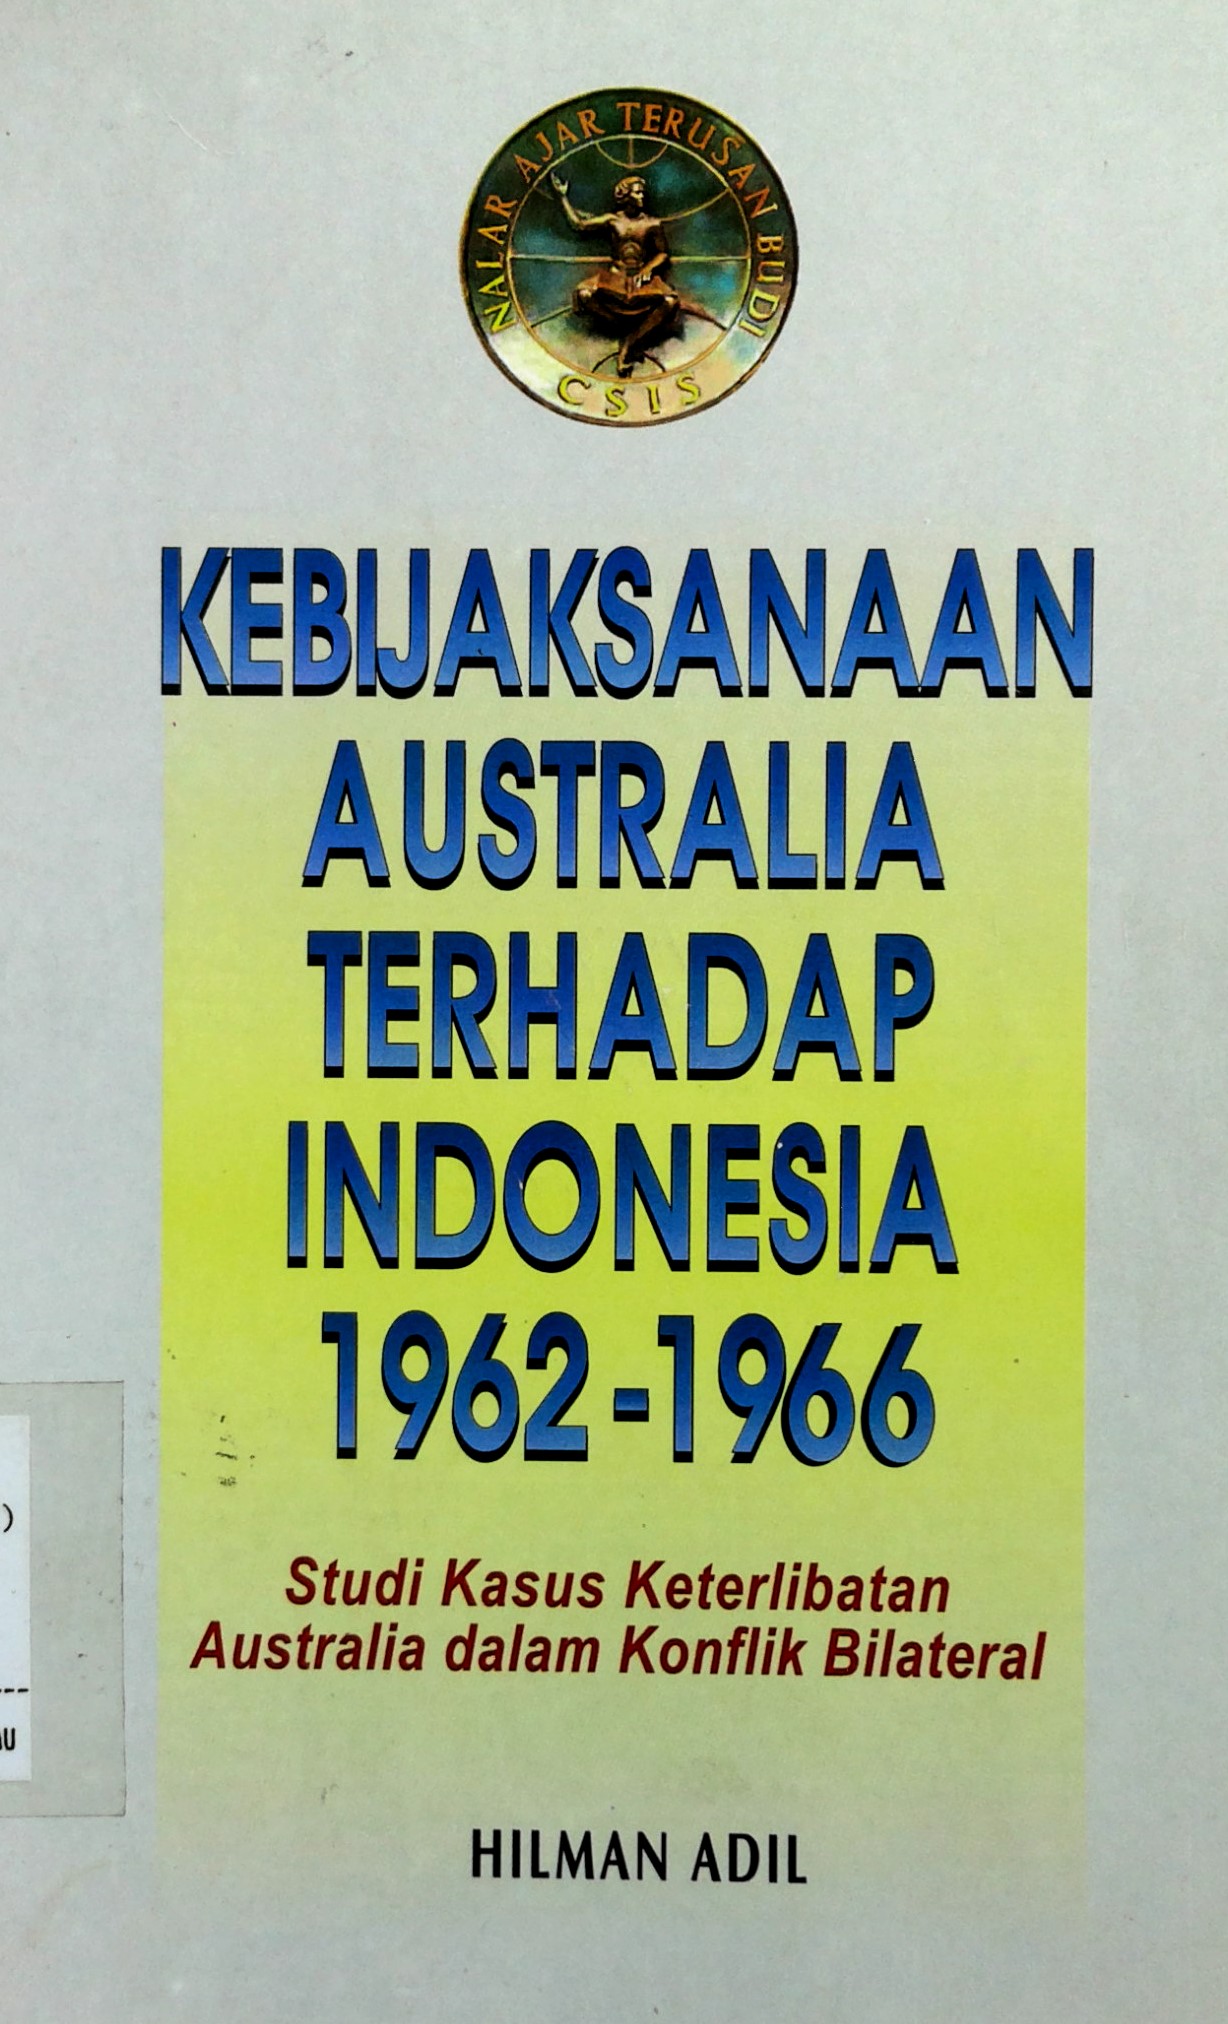 NALAR AJAR TERUSAN BUDI
CSIS
KEBIJAKSANAAN
AUSTRALIA
TERHADAP
INDONESIA
1962-1966
Studi Kasus Keterlibatan
Australia dalam Konflik Bilateral
HILMAN ADIL